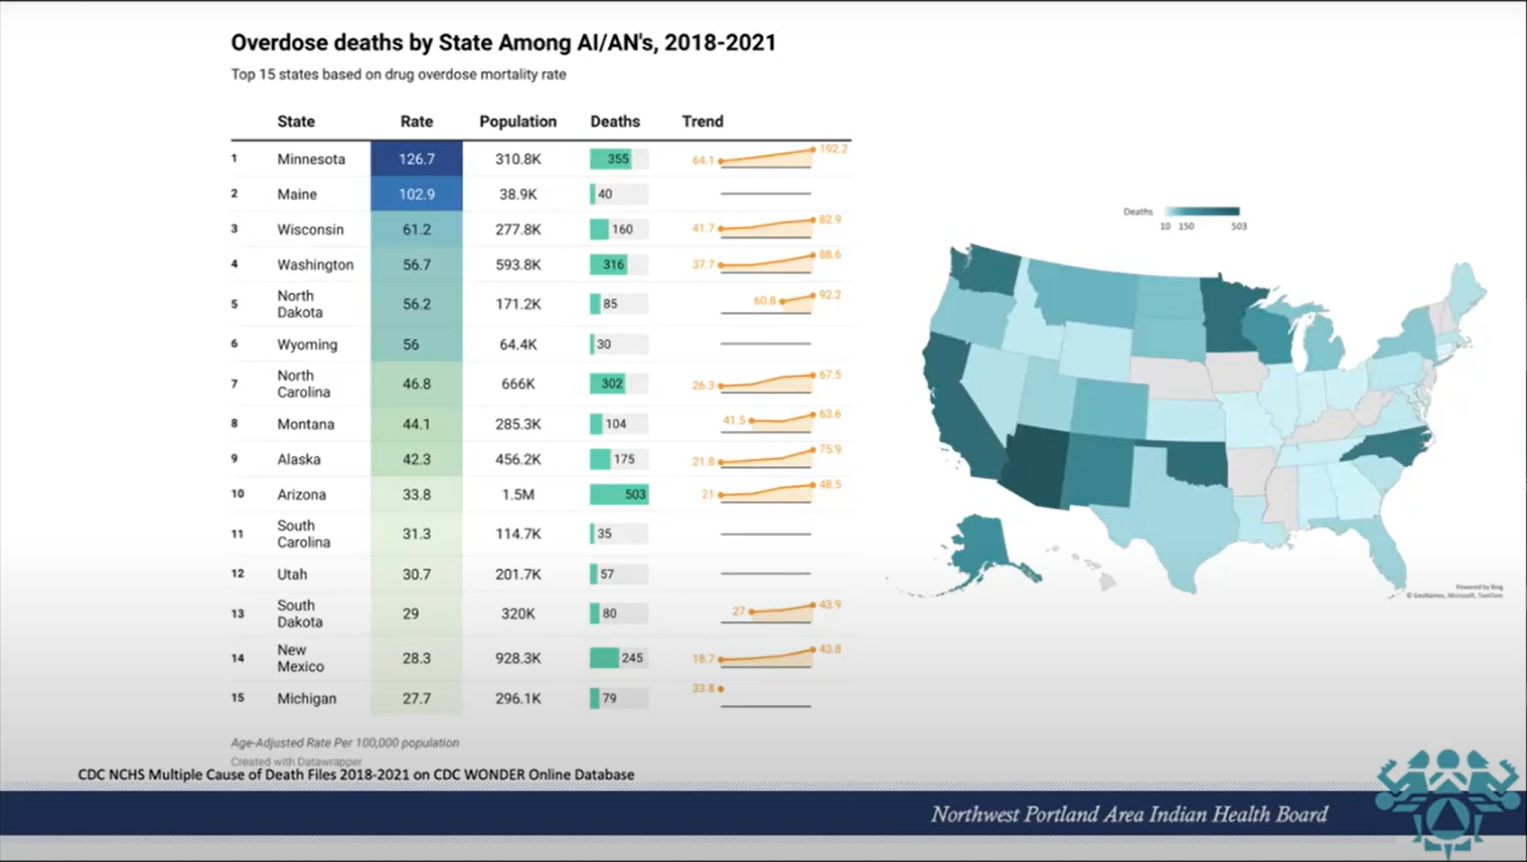 Overdose deaths by State Among AI/AN's, 2018-2021
Top 15 states based on drug overdose mortality rate
State Rate Population Deaths Trend
1 Minnesota 126.7 310.8K 355 64.1 192.2
2 Maine 102.9 38.9K 40
3 Wisconsin 61.2 277.8K 160 41.7 82.9
4 Washington 56.7 593.8K 316 37.7 88.6
5 North Dakota 56.2 171.2K 85 60.8 92.2
6 Wyoming 56 64.4K 30
7 North Carolina 46.8 666K 302 26.3 67.5
8 Montana 44.1 285.3K 104 41.5 63.6
9 Alaska 42.3 456.2K 175 21.8 75.9
10 Arizona 33.8 1.5M 503 21 48.5
11 South Carolina 31.3 114.7K 35
12 Utah 30.7 201.7K 57
13 South Dakota 29 320K 80 27 43.9
14 New Mexico 28.3 928.3K 245 18.7 43.8
15 Michigan 27.7 296.1K 79 33.8
Age-Adjusted Rate Per 100,000 population
Created with Datawrapper
CDC NCHS Multiple Cause of Death Files 2018-2021 on CDC WONDER Online Database
Deaths
10 150 503
Powered by Bing
© GeoNames, Microsoft, TomTom
Northwest Portland Area Indian Health Board